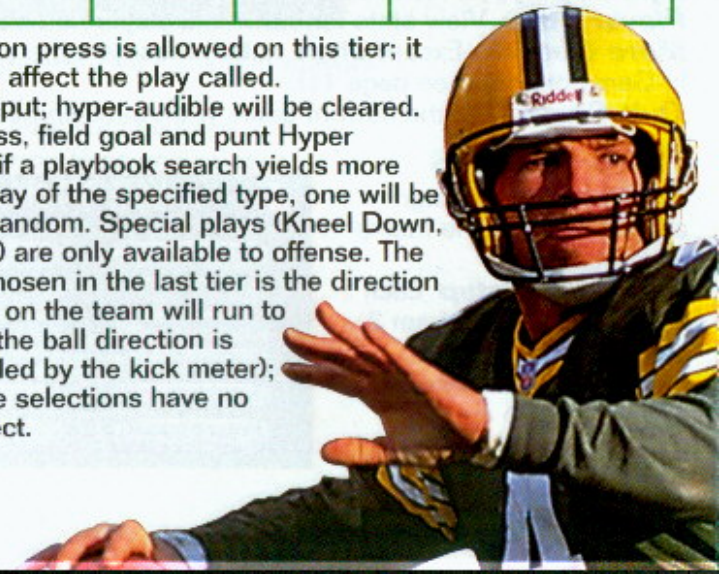 on press is allowed on this tier; it
affect the play called.
put; hyper-audible will be cleared.
ss, field goal and punt Hyper
if a playbook search yields more
ay of the specified type, one will be
andom. Special plays (Kneel Down,
) are only available to offense. The
hosen in the last tier is the direction
on the team will run to
the ball direction is
led by the kick meter);
e selections have no
ect.
Riddell